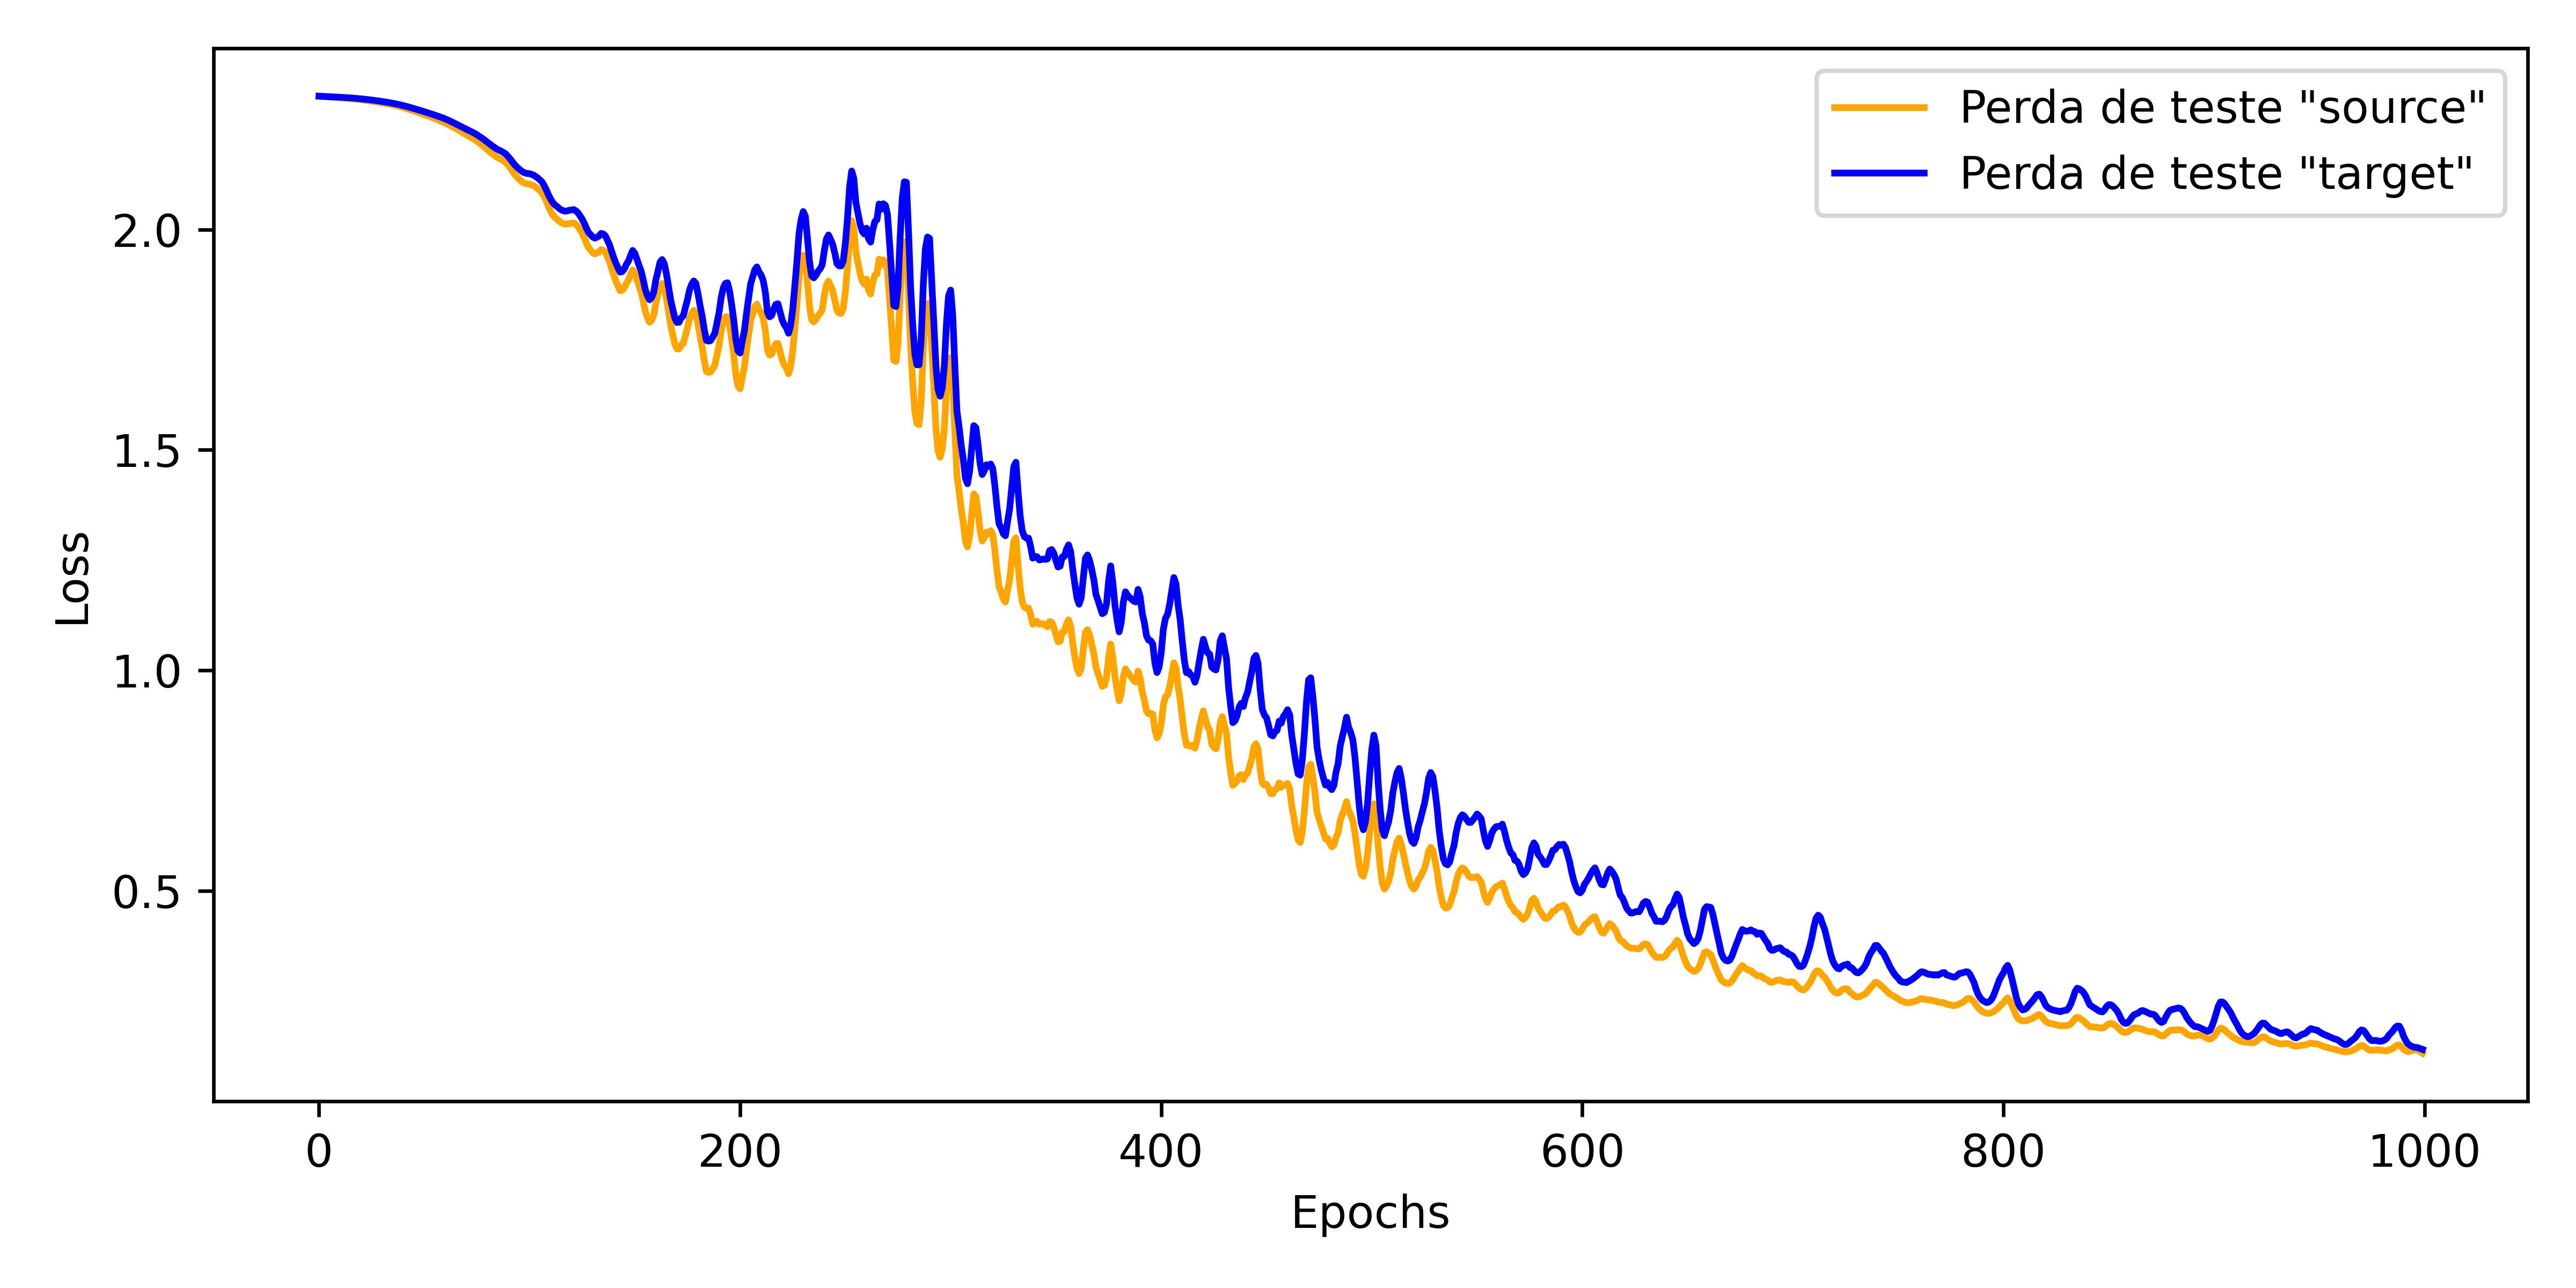 Perda de teste "source"
Perda de teste "target"
2.0
1.5
1.0
0.5
Loss
0 200 400 600 800 1000
Epochs